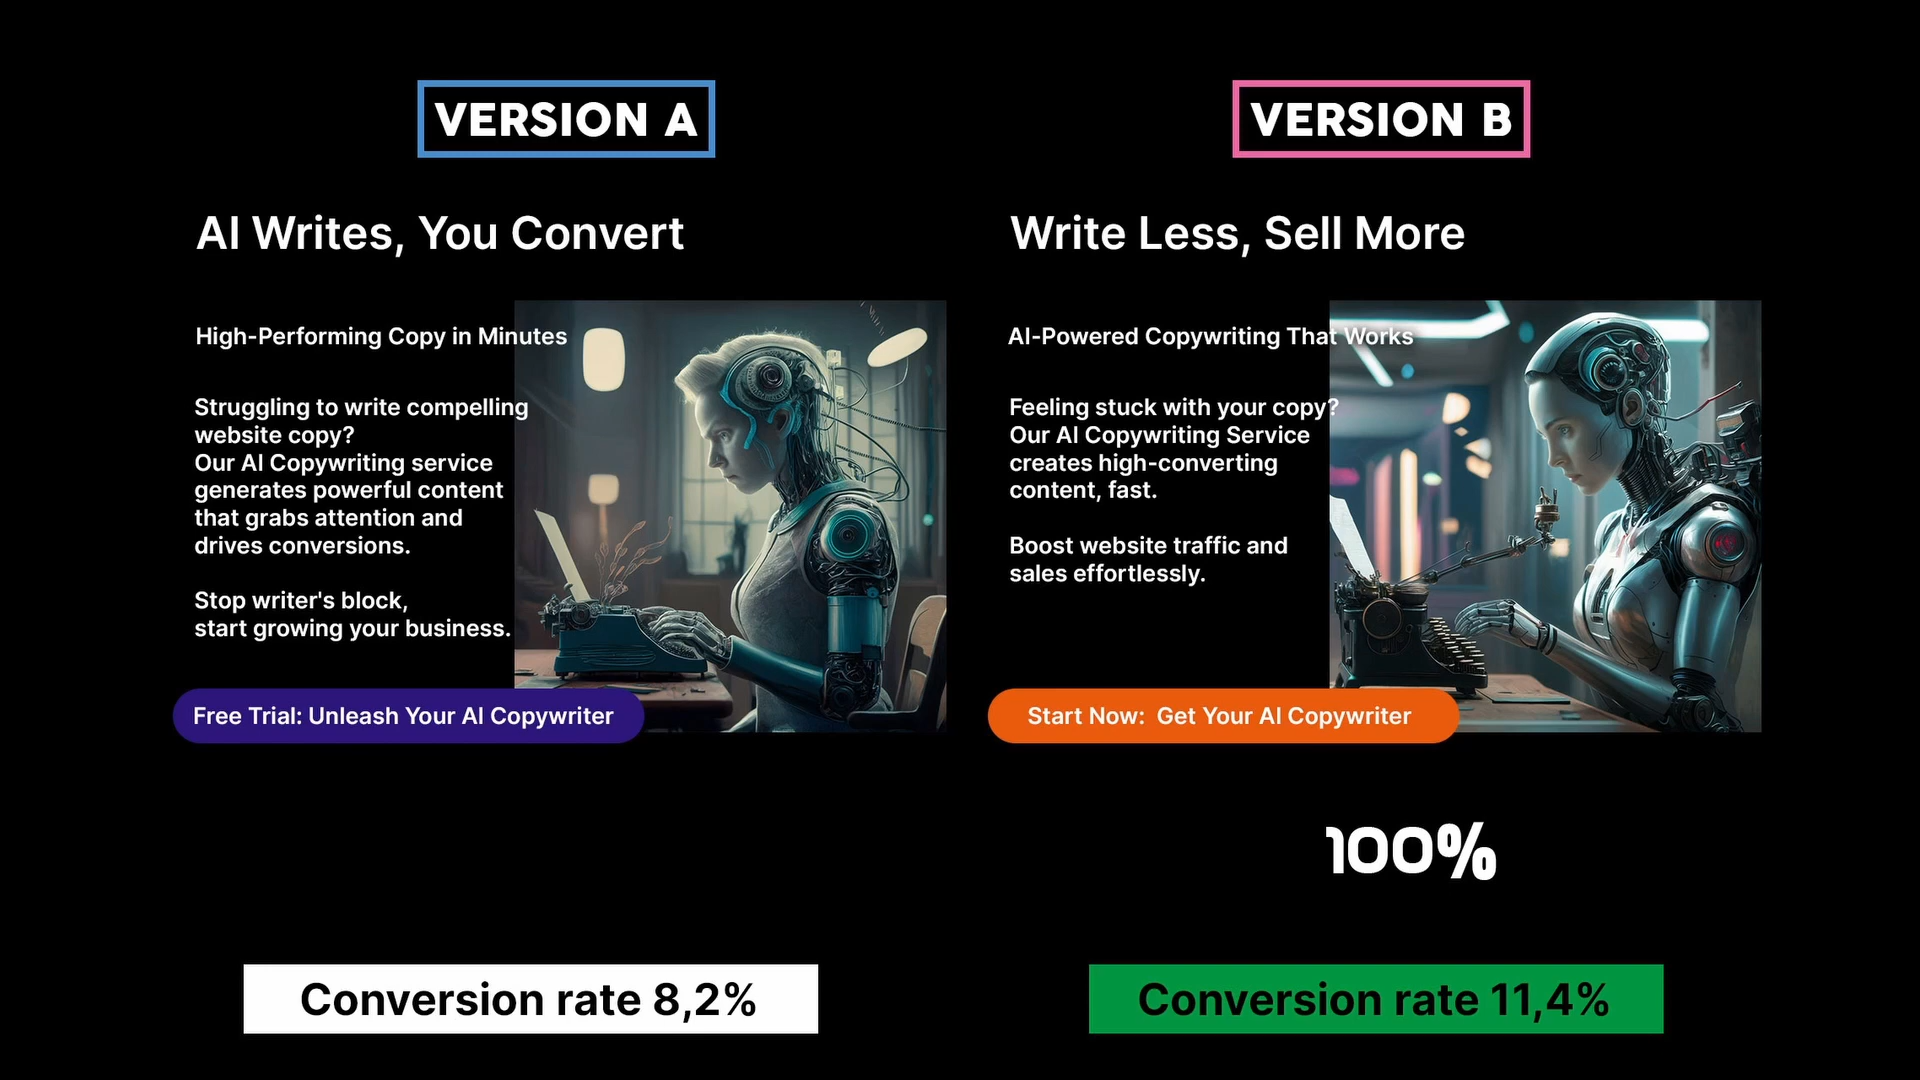 VERSION A
AI Writes, You Convert
High-Performing Copy in Minutes
Struggling to write compelling
website copy?
Our AI Copywriting service
generates powerful content
that grabs attention and
drives conversions.
Stop writer's block,
start growing your business.
Free Trial: Unleash Your AI Copywriter
Conversion rate 8,2%
VERSION B
Write Less, Sell More
AI-Powered Copywriting That Works
Feeling stuck with your copy?
Our AI Copywriting Service
creates high-converting
content, fast.
Boost website traffic and
sales effortlessly.
Start Now: Get Your AI Copywriter
100%
Conversion rate 11,4%